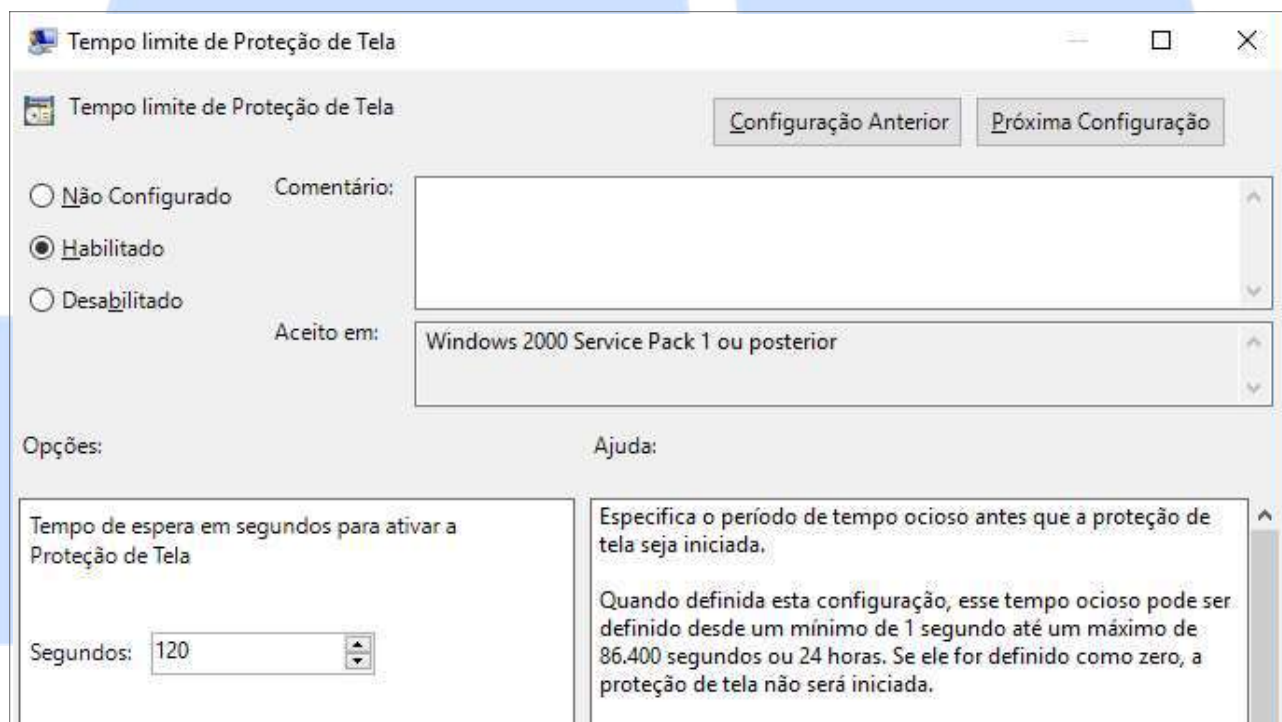 Tempo limite de Proteção de Tela
Tempo limite de Proteção de Tela
Configuração Anterior
Próxima Configuração
Não Configurado
Comentário:
Habilitado
Desabilitado
Aceito em:
Windows 2000 Service Pack 1 ou posterior
Opções:
Ajuda:
Tempo de espera em segundos para ativar a
Proteção de Tela
Segundos: 120
Especifica o período de tempo ocioso antes que a proteção de
tela seja iniciada.
Quando definida esta configuração, esse tempo ocioso pode ser
definido desde um mínimo de 1 segundo até um máximo de
86.400 segundos ou 24 horas. Se ele for definido como zero, a
proteção de tela não será iniciada.